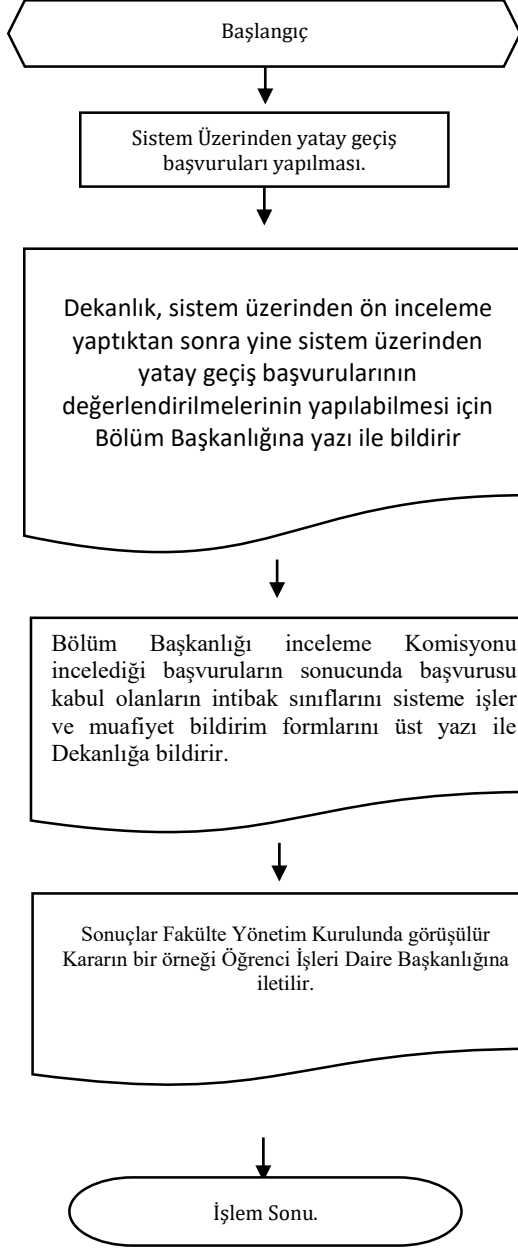 Başlangıç
Sistem Üzerinden yatay geçiş
başvuruları yapılması.
Dekanlık, sistem üzerinden ön inceleme
yaptıktan sonra yine sistem üzerinden
yatay geçiş başvurularının
değerlendirilmelerinin yapılabilmesi için
Bölüm Başkanlığına yazı ile bildirir
Bölüm Başkanlığı inceleme Komisyonu
incelediği başvuruların sonucunda başvurusu
kabul olanların intibak sınıflarını sisteme işler
ve muafiyet bildirim formlarını üst yazı ile
Dekanlığa bildirir.
Sonuçlar Fakülte Yönetim Kurulunda görüşülür
Kararın bir örneği Öğrenci İşleri Daire Başkanlığına
iletilir.
İşlem Sonu.